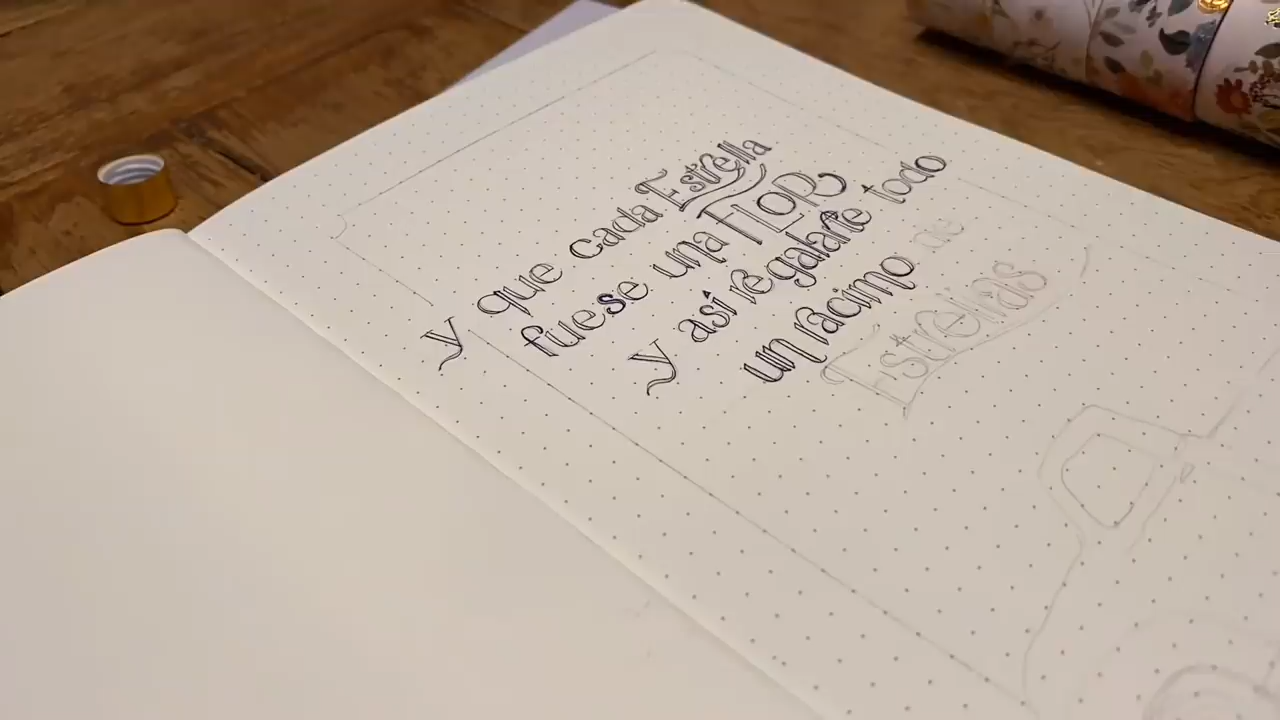 y que cada Estrella
fuese una FLOR
y así regalarte todo
un racimo de
Estrellas